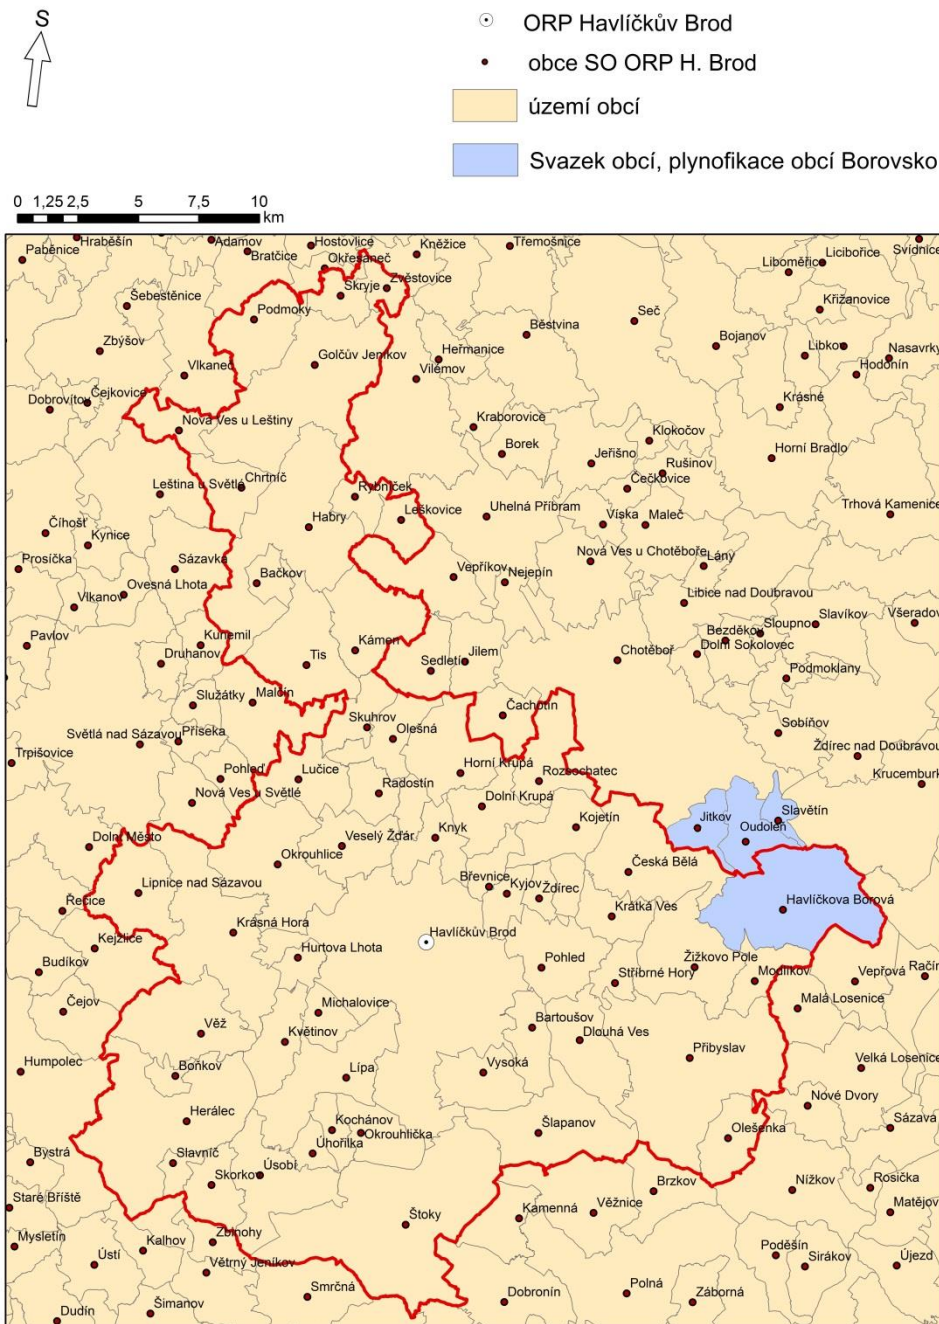 S
ORP Havlíčkův Brod
obce SO ORP H. Brod
území obcí
Svazek obcí, plynofikace obcí Borovsko
0 1,25 2,5 5 7,5 10
km
Hraběšín
Adamov
Hostovlice
Kněžice
Třemošnice
Svídnice
Paběnice
Bratčice
Okřesaneč
Liboměřice
Licibořice
Zvěstovice
Skryje
Šebestěnice
Podmoky
Běstvina
Seč
Křižanovice
Zbýšov
Golčův Jeníkov
Heřmanice
Bojanov
Libkov
Nasavrky
Vlkaneč
Vilémov
Hodonín
Dobrovítov
Čejkovice
Krásné
Nová Ves u Leštiny
Kraborovice
Klokočov
Borek
Jeřišno
Rušinov
Horní Bradlo
Leština u Světlé
Chrtníč
Rybníček
Čečkovice
Habry
Leškovice
Uhelná Příbram
Víska
Maleč
Trhová Kamenice
Číhošť
Kynice
Prosíčka
Sázavka
Nová Ves u Chotěboře
Lány
Vlkanov
Ovesná Lhota
Bačkov
Vepříkov
Nejepín
Libice nad Doubravou
Pavlov
Kunemil
Bezděkov
Sloupno
Slavíkov
Všeradov
Druhanov
Tis
Kámen
Sedletín
Jilem
Chotěboř
Dolní Sokolovec
Podmoklany
Služátky
Malčín
Čachotín
Světlá nad Sázavou
Příseka
Skuhrov
Olešná
Sobíňov
Trpišovice
Ždírec nad Doubravou
Pohleď
Lučice
Horní Krupá
Rozsochatec
Krucemburk
Nová Ves u Světlé
Radostín
Dolní Krupá
Slavětín
Dolní Město
Veselý Žďár
Knyk
Kojetín
Jitkov
Oudoleň
Okrouhlice
Česká Bělá
Lipnice nad Sázavou
Břevnice
Kyjov
Ždírec
Řečice
Krátká Ves
Havlíčkova Borová
Krásná Hora
Havlíčkův Brod
Kejžlice
Hurtova Lhota
Budíkov
Pohled
Stříbrné Hory
Žižkovo Pole
Modlíkov
Vepřová
Račín
Čejov
Michalovice
Malá Losenice
Věž
Květinov
Bartoušov
Dlouhá Ves
Humpolec
Boňkov
Lípa
Vysoká
Přibyslav
Velká Losenice
Herálec
Kochánov
Okrouhlička
Šlapanov
Nové Dvory
Sázava
Úhořilka
Olešenka
Bystrá
Slavníč
Skorkov
Úsobí
Staré Bříště
Brzkov
Nížkov
Rosička
Štoky
Kamenná
Věžnice
Matějov
Mysletín
Kalhov
Zbinohy
Ústí
Větrný Jeníkov
Poděšín
Sirákov
Újezd
Dudín
Šimanov
Smrčná
Dobronín
Polná
Záborná